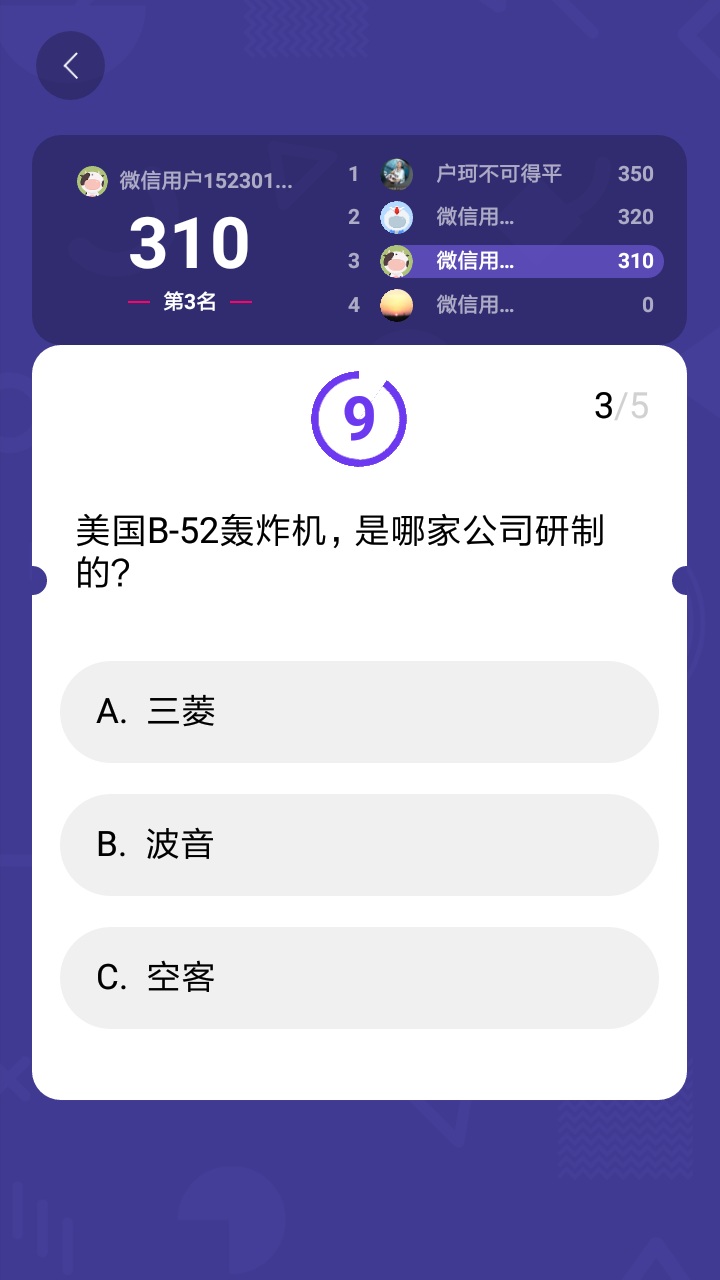 微信用户152301...
310
第3名
1 户珂不可得平 350
2 微信用... 320
3 微信用... 310
4 微信用... 0
9
3/5
美国B-52轰炸机，是哪家公司研制
的?
A. 三菱
B. 波音
C. 空客